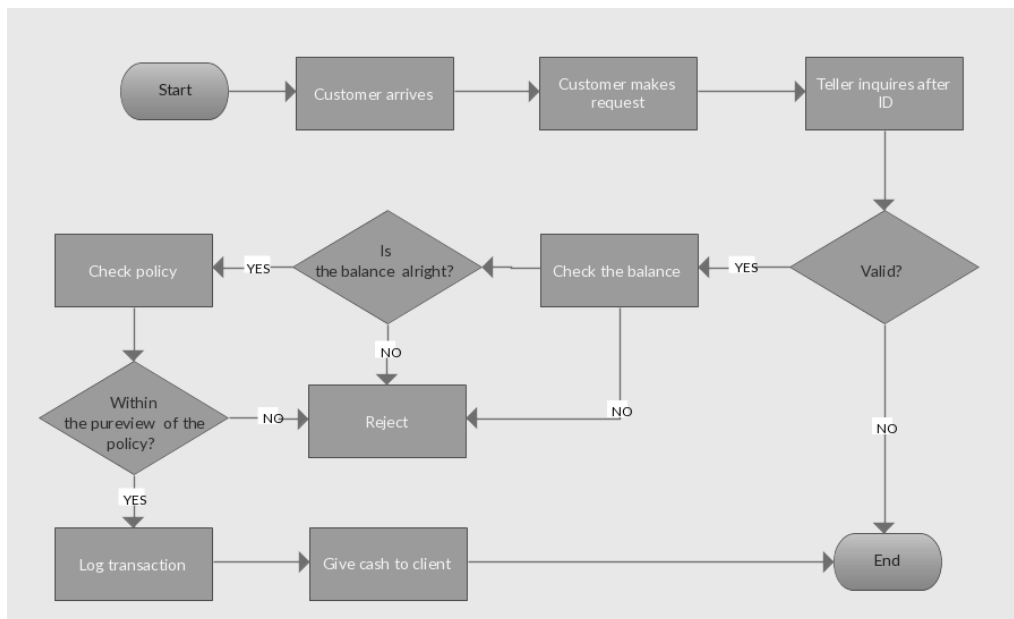 Start
Customer arrives
Customer makes
request
Teller inquires after
ID
Check policy
YES
Is
the balance alright?
Check the balance
YES
Valid?
NO
Within
the pureview of the
policy?
NO
Reject
NO
NO
YES
Log transaction
Give cash to client
End